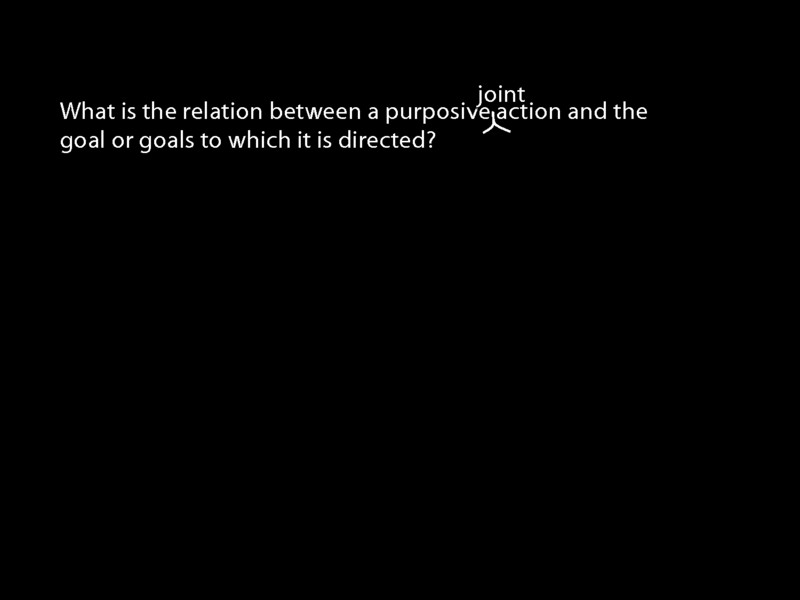 joint
What is the relation between a purposive action and the
goal or goals to which it is directed?